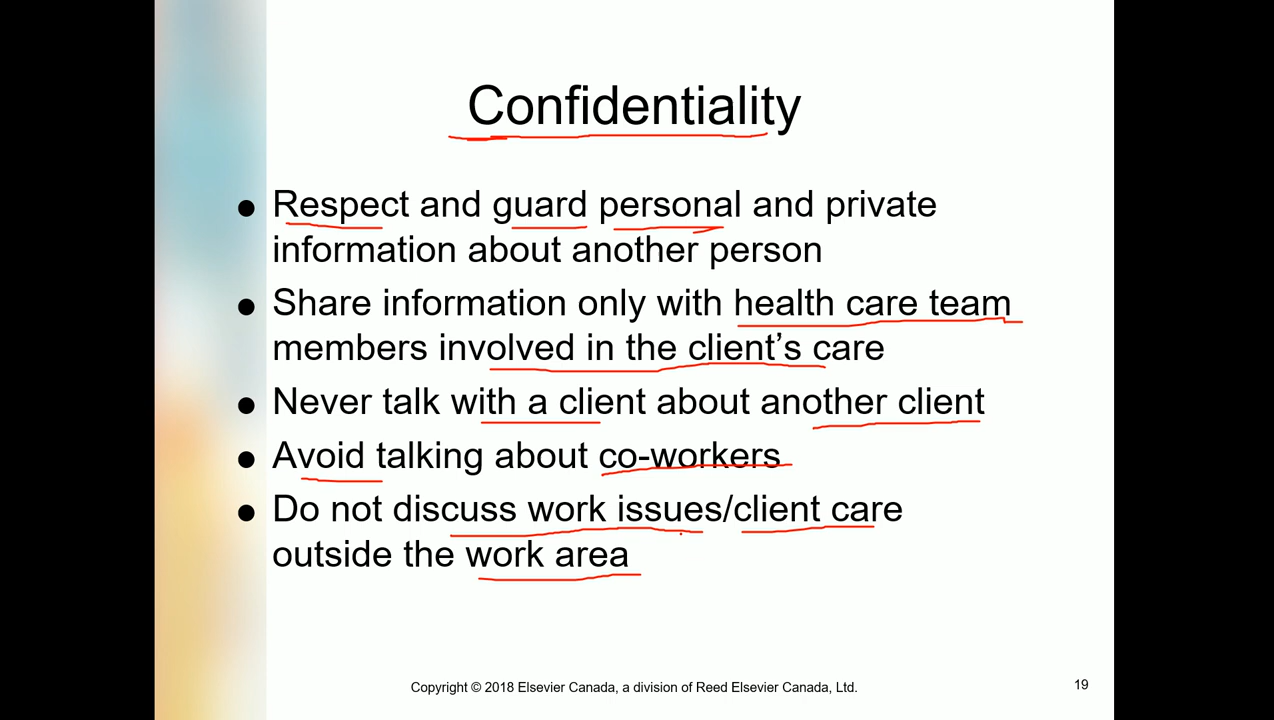 Confidentiality
● Respect and guard personal and private
information about another person
● Share information only with health care team
members involved in the client’s care
● Never talk with a client about another client
● Avoid talking about co-workers
● Do not discuss work issues/client care
outside the work area
Copyright © 2018 Elsevier Canada, a division of Reed Elsevier Canada, Ltd.
19